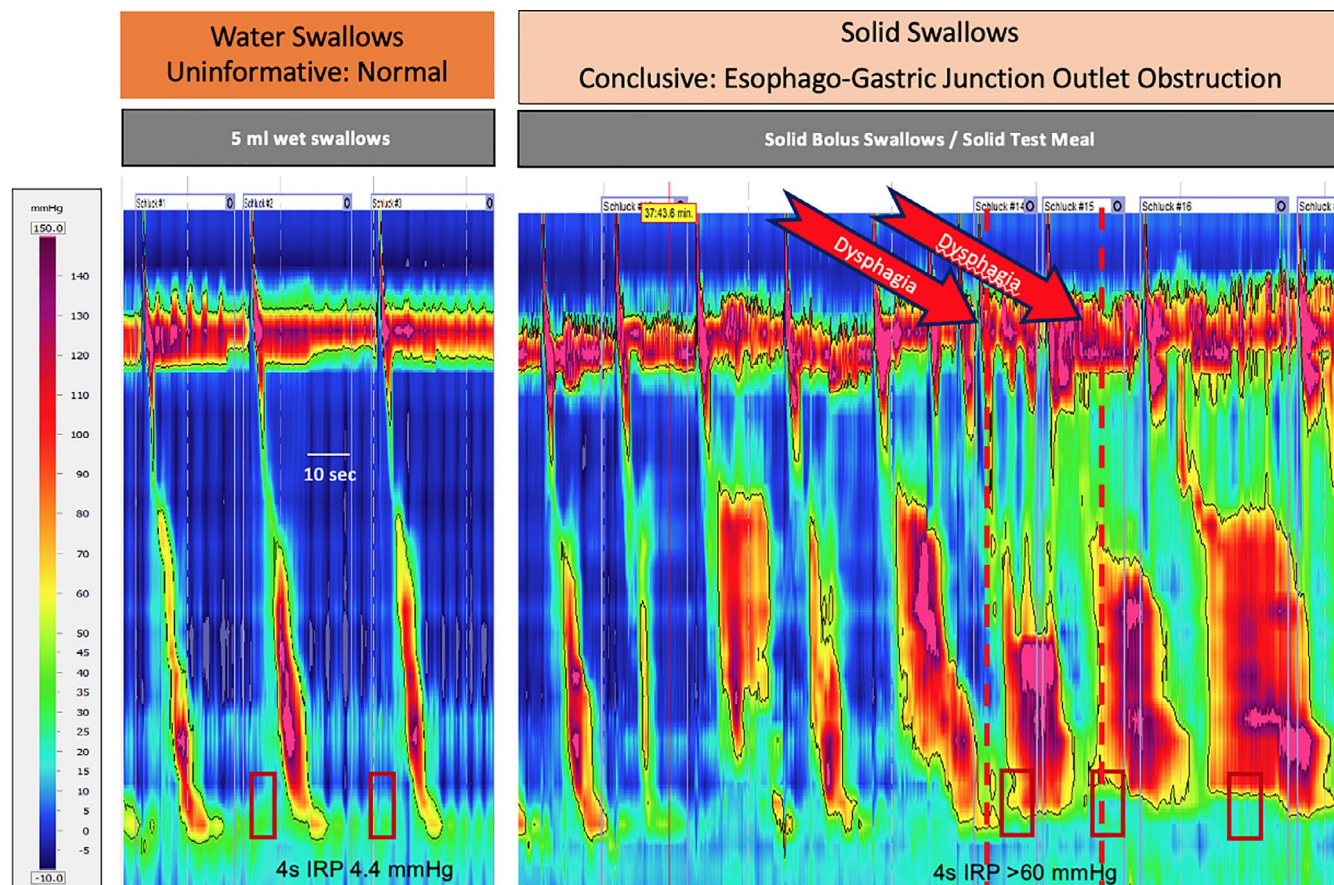 Water Swallows
Uninformative: Normal
Solid Swallows
Conclusive: Esophago-Gastric Junction Outlet Obstruction
5 ml wet swallows
Solid Bolus Swallows / Solid Test Meal
mmHg
150.0
140
130
120
110
100
90
80
70
60
50
45
40
35
30
25
20
15
10
5
0
-5
-10.0
Schluck #1 O
Schluck #2 O
Schluck #3 O
10 sec
4s IRP 4.4 mmHg
37:43.6 min.
Schluck #14 O
Schluck #15 O
Schluck #16 O
Schluck #
Dysphagia
Dysphagia
4s IRP >60 mmHg